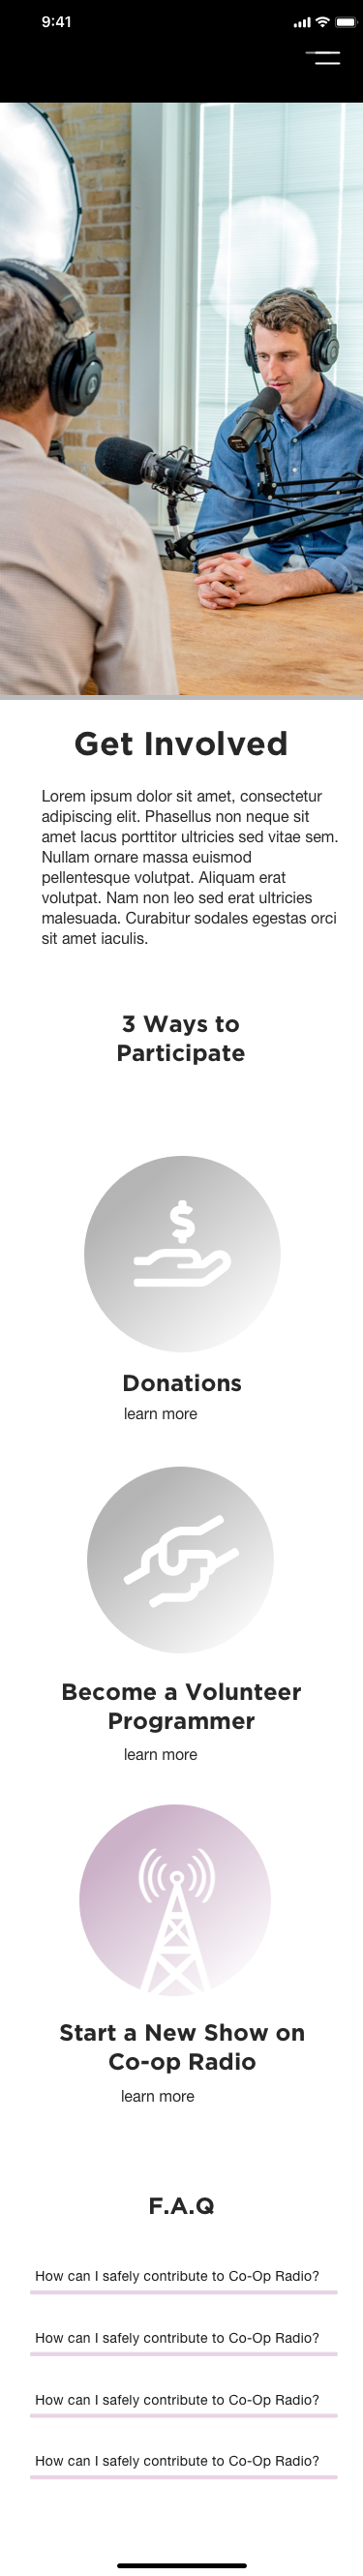 9:41
Get Involved
Lorem ipsum dolor sit amet, consectetur
adipiscing elit. Phasellus non neque sit
amet lacus porttitor ultricies sed vitae sem.
Nullam ornare massa euismod
pellentesque volutpat. Aliquam erat
volutpat. Nam non leo sed erat ultricies
malesuada. Curabitur sodales egestas orci
sit amet iaculis.
3 Ways to
Participate
$
Donations
learn more
Become a Volunteer
Programmer
learn more
Start a New Show on
Co-op Radio
learn more
F.A.Q
How can I safely contribute to Co-Op Radio?
How can I safely contribute to Co-Op Radio?
How can I safely contribute to Co-Op Radio?
How can I safely contribute to Co-Op Radio?